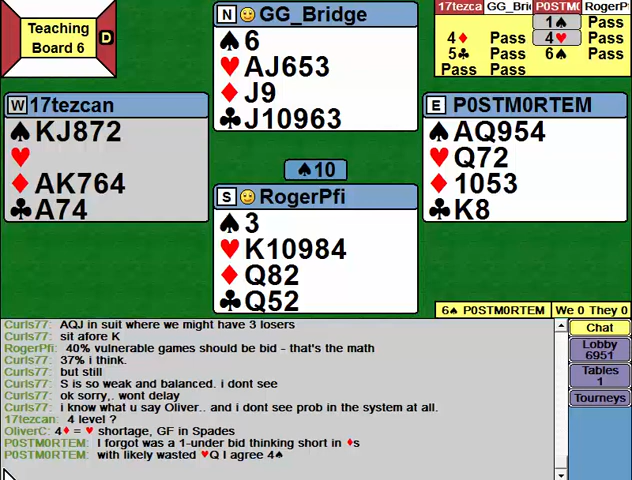 Teaching
Board 6
D
N GG_Bridge
♠6
♥AJ653
♦J9
♣J10963
17tezca GG_Bri P0STM0 RogerPf
1♠ Pass
4♦ Pass 4♥ Pass
5♣ Pass 6♠ Pass
Pass Pass
W 17tezcan
♠KJ872
♥
♦AK764
♣A74
E P0STM0RTEM
♠AQ954
♥Q72
♦1053
♣K8
♠10
S RogerPfi
♠3
♥K10984
♦Q82
♣Q52
6♠ P0STM0RTEM We 0 They 0
Curls77: AQJ in suit where we might have 3 losers
Curls77: sit afore K
RogerPfi: 40% vulnerable games should be bid - that's the math
Curls77: 37% i think.
Curls77: but still
Curls77: S is so weak and balanced. i dont see
Curls77: ok sorry,. wont delay
Curls77: i know what u say Oliver.. and i dont see prob in the system at all.
17tezcan: 4 level ?
OliverC: 4♦ = ♥ shortage, GF in Spades
P0STM0RTEM: I forgot was a 1-under bid thinking short in ♦s
P0STM0RTEM: with likely wasted ♥Q I agree 4♠
Chat
Lobby
6951
Tables
1
Tourneys